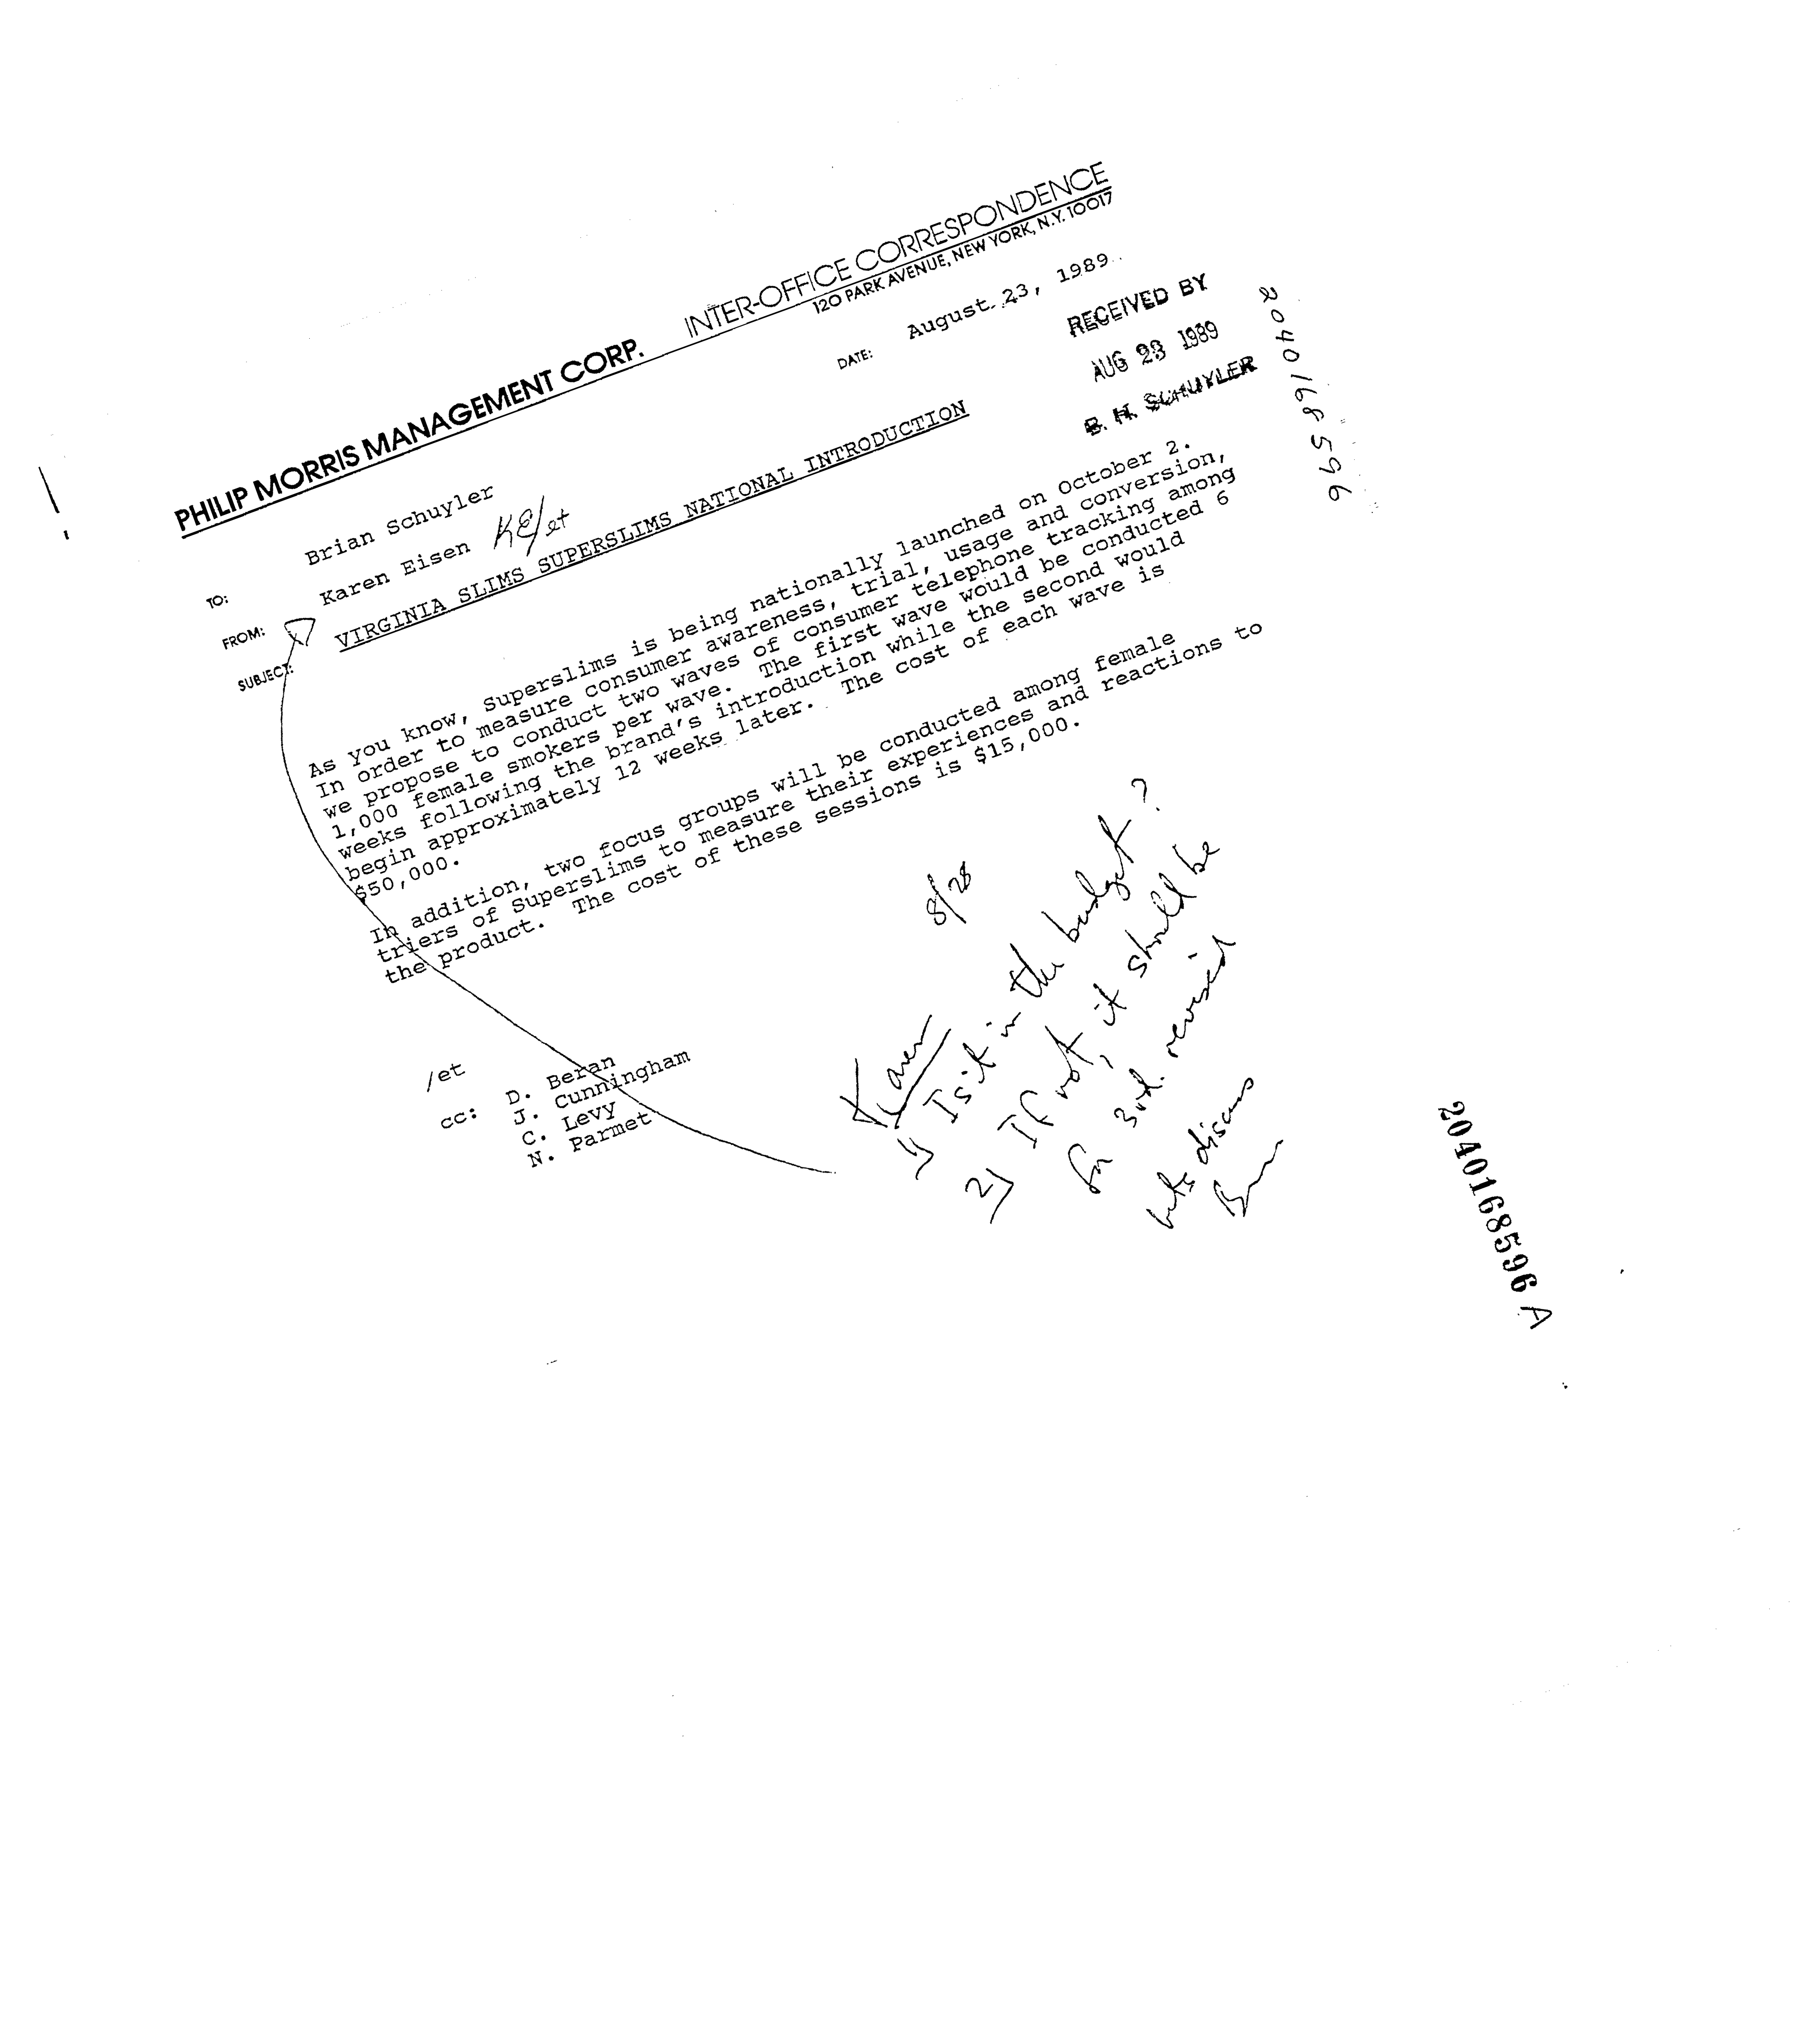 PHILIP MORRIS MANAGEMENT CORP. INTER-OFFICE CORRESPONDENCE
120 PARK AVENUE, NEW YORK, N.Y. 10017
DATE: August 23, 1989
RECEIVED BY
AUG 23 1989
B. H. SCHUYLER
2040168596
TO: Brian Schuyler
FROM: Karen Eisen KE/et
SUBJECT: VIRGINIA SLIMS SUPERSLIMS NATIONAL INTRODUCTION
As you know, Superslims is being nationally launched on October 2.
In order to measure consumer awareness, trial, usage and conversion,
we propose to conduct two waves of consumer telephone tracking among
1,000 female smokers per wave. The first wave would be conducted 6
weeks following the brand's introduction while the second would
begin approximately 12 weeks later. The cost of each wave is
$50,000.
In addition, two focus groups will be conducted among female
triers of Superslims to measure their experiences and reactions to
the product. The cost of these sessions is $15,000.
/et
cc: D. Beran
J. Cunningham
C. Levy
N. Parmet
8/28
Karen
1) Is it in the budget?
2) If not, it should be
for 3rd. revised
lets discuss
2040168596 A